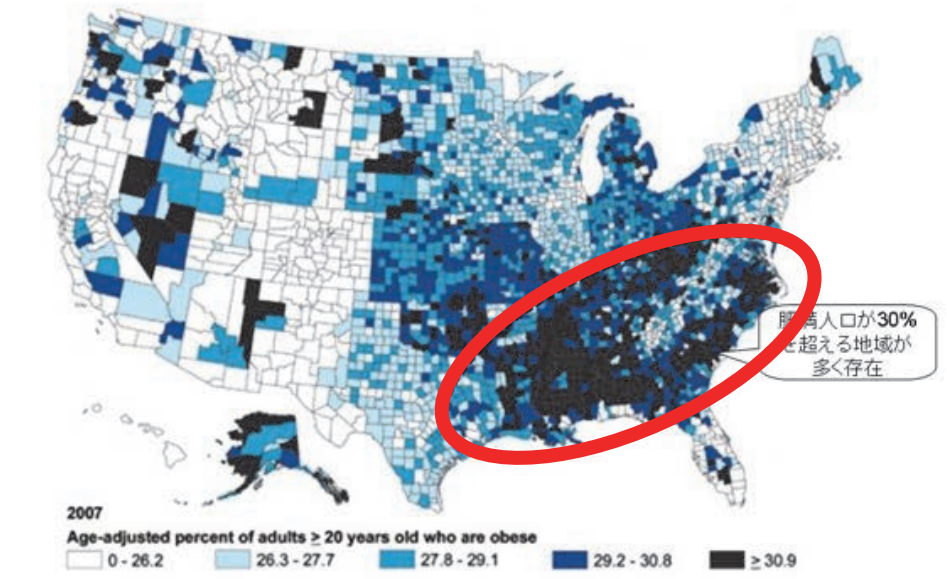 肥満人口が30%
を超える地域が
多く存在
2007
Age-adjusted percent of adults ≥ 20 years old who are obese
0 - 26.2
26.3 - 27.7
27.8 - 29.1
29.2 - 30.8
≥ 30.9